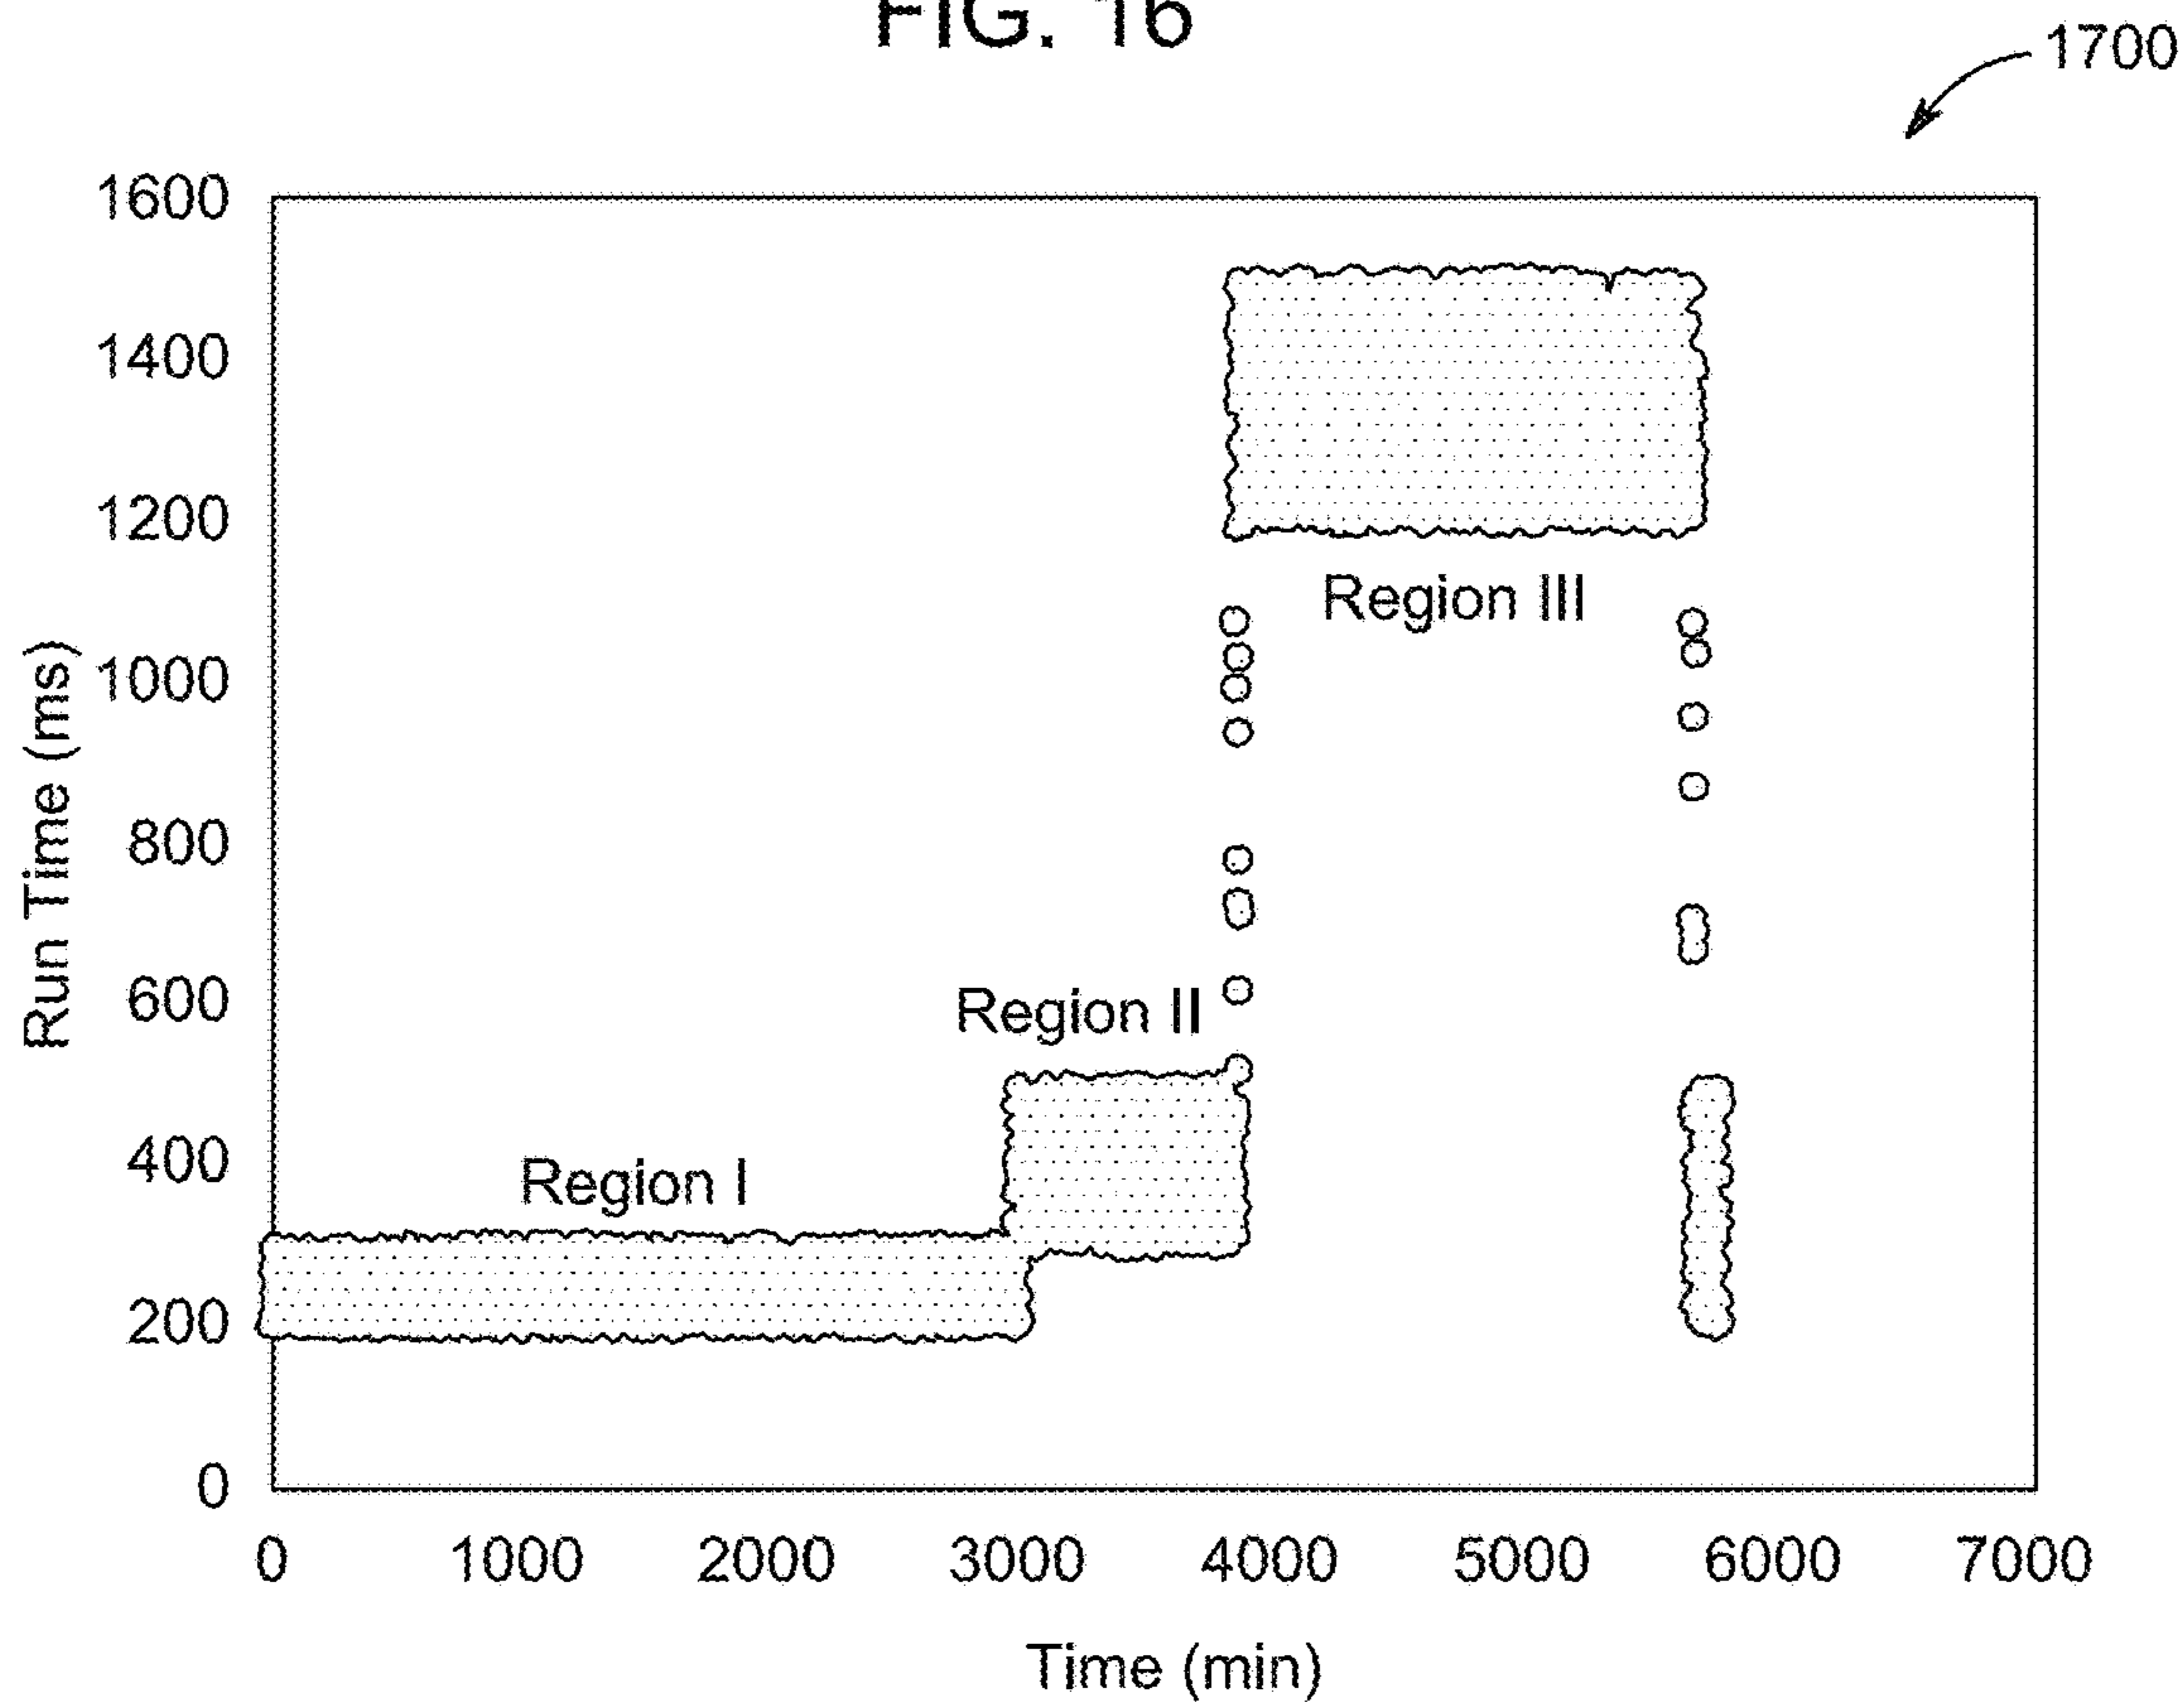 FIG. 16
1700
1600
1400
1200
1000
800
600
400
200
0
Run Time (ms)
Region III
Region II
Region I
0 1000 2000 3000 4000 5000 6000 7000
Time (min)